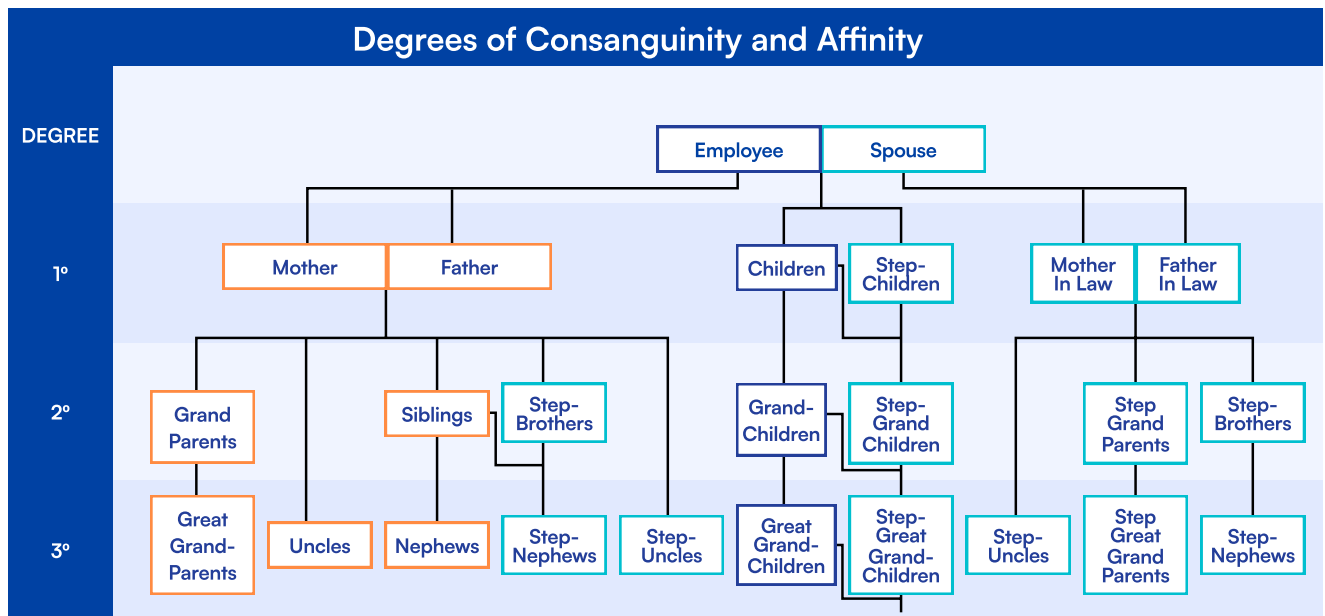 Degrees of Consanguinity and Affinity
DEGREE
Employee
Spouse
1º
Mother
Father
Children
Step-
Children
Mother
In Law
Father
In Law
2º
Grand
Parents
Siblings
Step-
Brothers
Grand-
Children
Step-
Grand
Children
Step
Grand
Parents
Step-
Brothers
3º
Great
Grand-
Parents
Uncles
Nephews
Step-
Nephews
Step-
Uncles
Great
Grand-
Children
Step-
Great
Grand-
Children
Step-
Uncles
Step
Great
Grand
Parents
Step-
Nephews